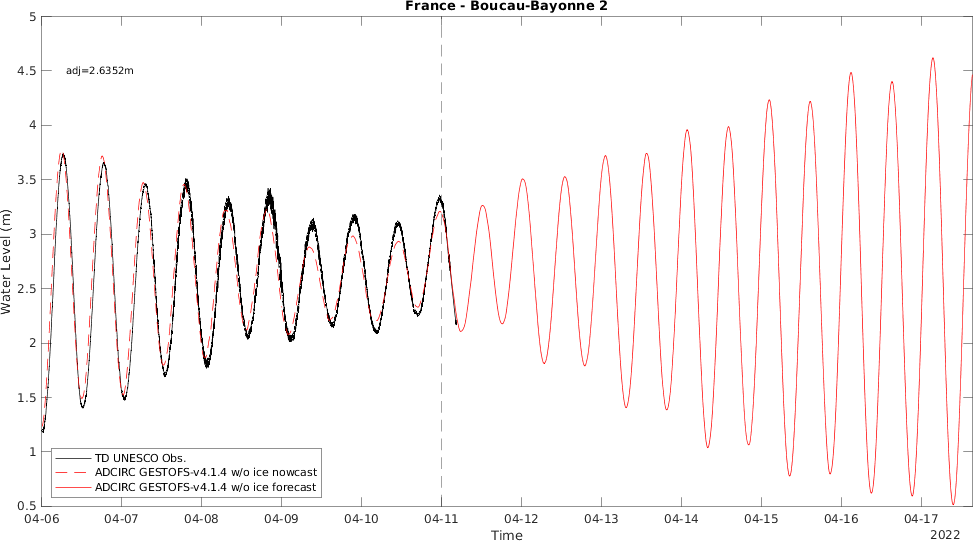 France - Boucau-Bayonne 2
5
4.5
4
3.5
3
2.5
2
1.5
1
0.5
Water Level (m)
adj=2.6352m
TD UNESCO Obs.
ADCIRC GESTOFS-v4.1.4 w/o ice nowcast
ADCIRC GESTOFS-v4.1.4 w/o ice forecast
04-06 04-07 04-08 04-09 04-10 04-11 04-12 04-13 04-14 04-15 04-16 04-17
Time
2022